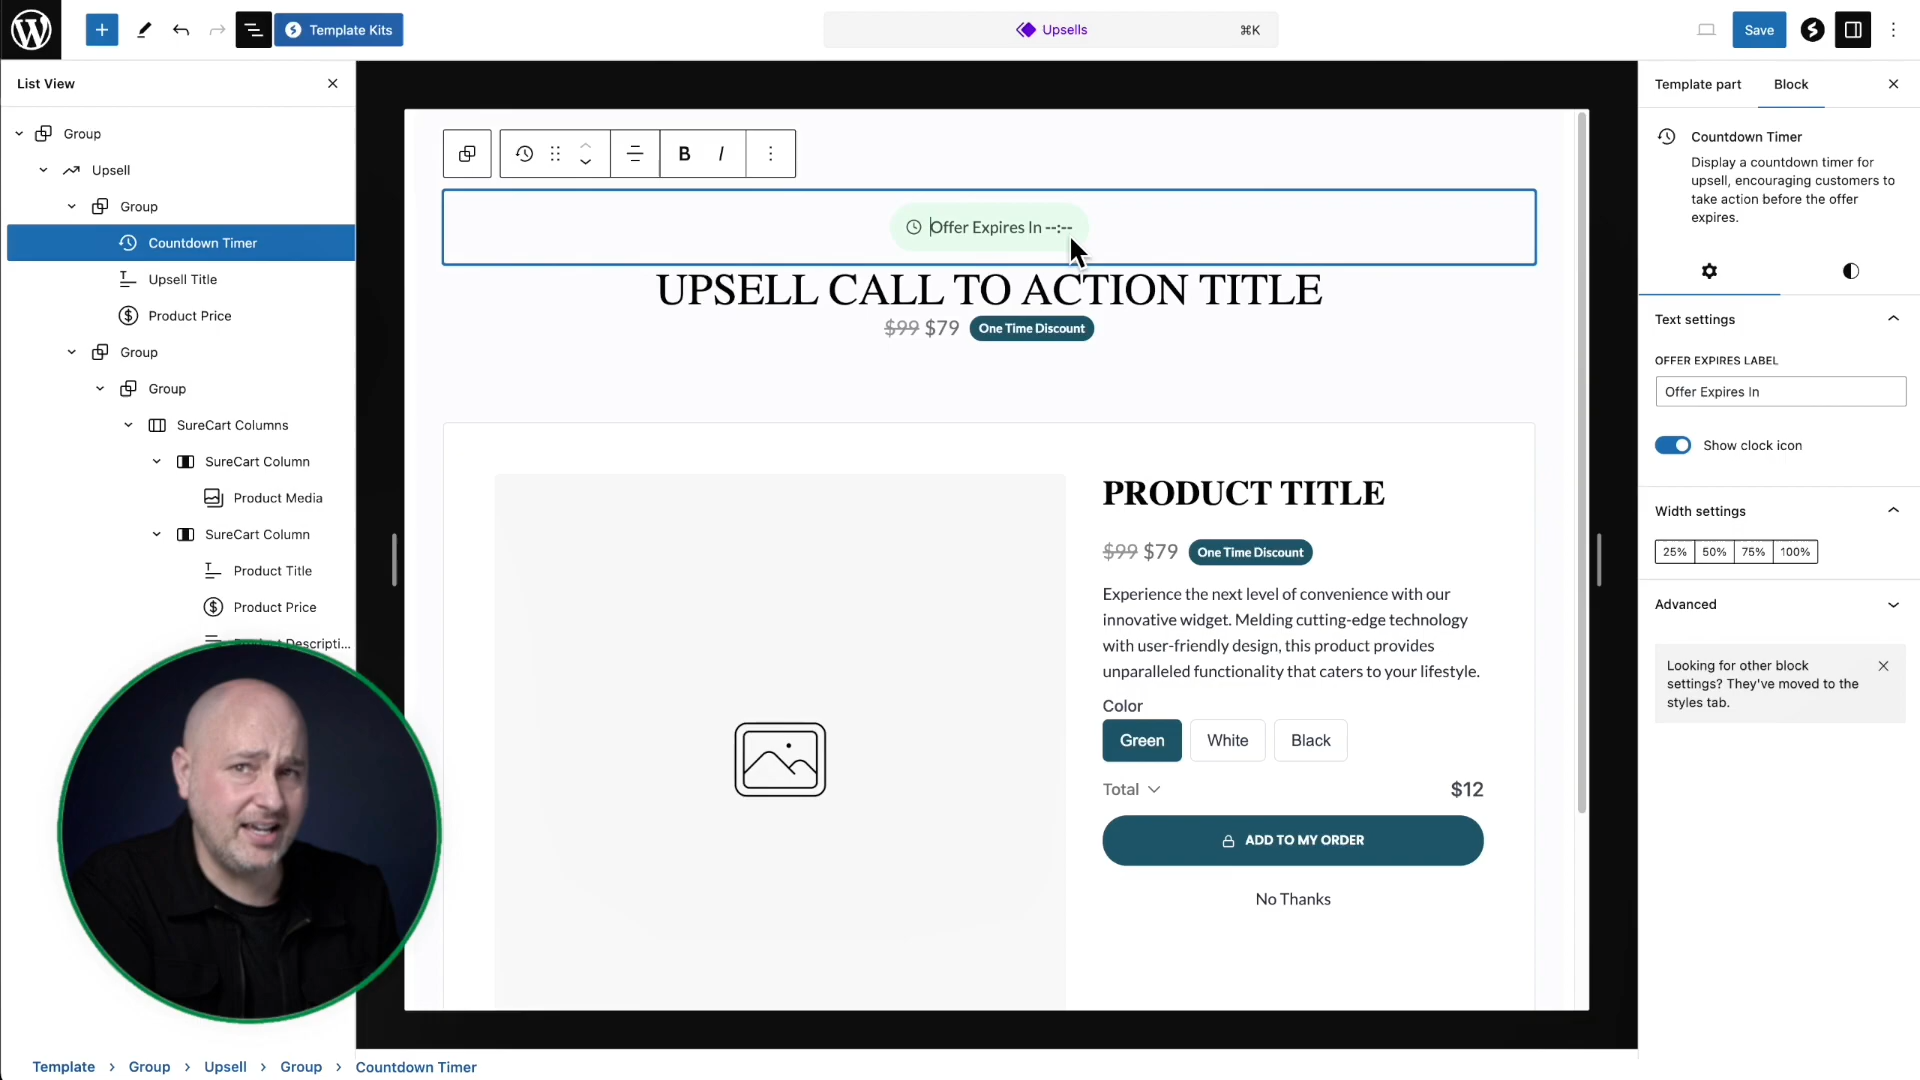 Template Kits
Upsells
⌘K
Save
List View
Group
Upsell
Group
Countdown Timer
Upsell Title
Product Price
Group
Group
SureCart Columns
SureCart Column
Product Media
SureCart Column
Product Title
Product Price
Descripti...
B I
Offer Expires In --:--
UPSELL CALL TO ACTION TITLE
$99 $79 One Time Discount
PRODUCT TITLE
$99 $79 One Time Discount
Experience the next level of convenience with our
innovative widget. Melding cutting-edge technology
with user-friendly design, this product provides
unparalleled functionality that caters to your lifestyle.
Color
Green White Black
Total $12
ADD TO MY ORDER
No Thanks
Template part Block
Countdown Timer
Display a countdown timer for
upsell, encouraging customers to
take action before the offer
expires.
Text settings
OFFER EXPIRES LABEL
Offer Expires In
Show clock icon
Width settings
25% 50% 75% 100%
Advanced
Looking for other block
settings? They've moved to the
styles tab.
Template > Group > Upsell > Group > Countdown Timer